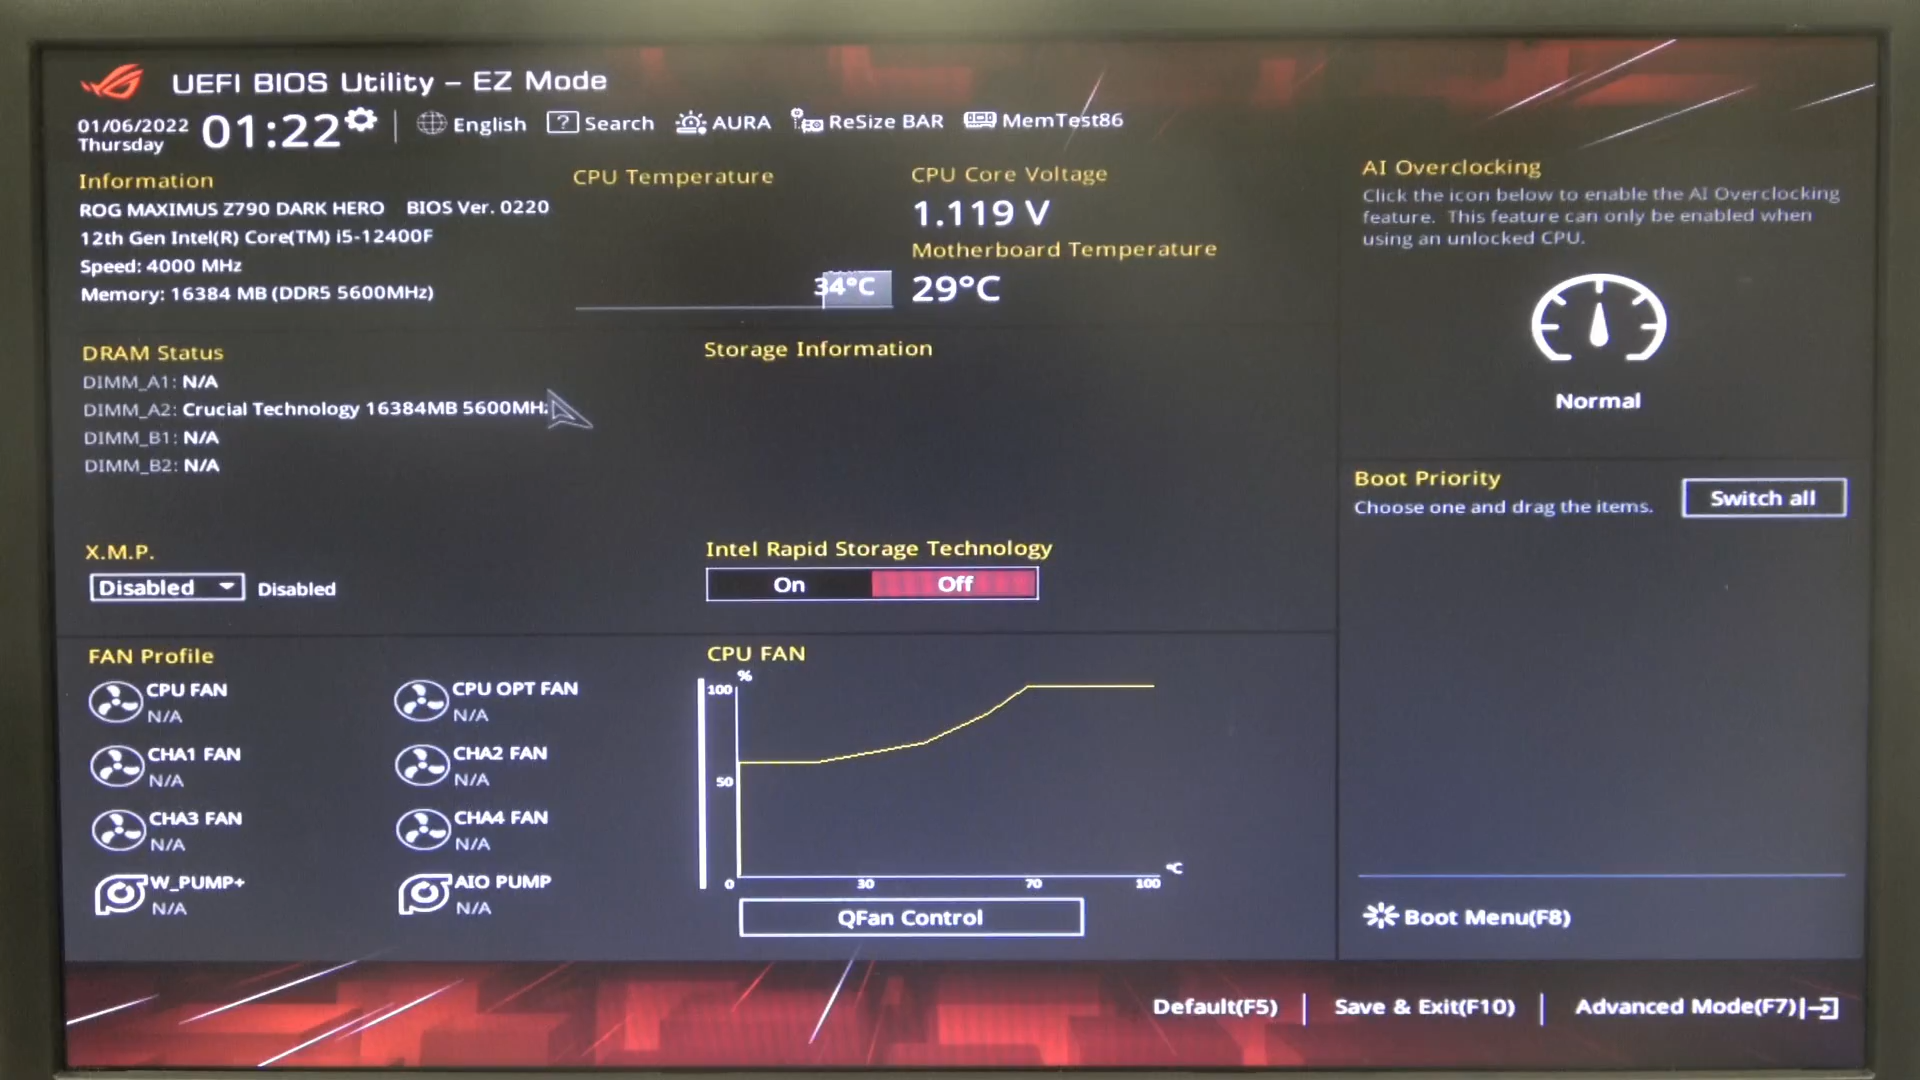 UEFI BIOS Utility – EZ Mode
01/06/2022
Thursday
01:22
English
Search
AURA
ReSize BAR
MemTest86
Information
ROG MAXIMUS Z790 DARK HERO BIOS Ver. 0220
12th Gen Intel(R) Core(TM) i5-12400F
Speed: 4000 MHz
Memory: 16384 MB (DDR5 5600MHz)
CPU Temperature
34°C
CPU Core Voltage
1.119 V
Motherboard Temperature
29°C
AI Overclocking
Click the icon below to enable the AI Overclocking
feature. This feature can only be enabled when
using an unlocked CPU.
Normal
DRAM Status
DIMM_A1: N/A
DIMM_A2: Crucial Technology 16384MB 5600MHz
DIMM_B1: N/A
DIMM_B2: N/A
Storage Information
X.M.P.
Disabled
Disabled
Intel Rapid Storage Technology
On
Off
Boot Priority
Choose one and drag the items.
Switch all
FAN Profile
CPU FAN
N/A
CPU OPT FAN
N/A
CHA1 FAN
N/A
CHA2 FAN
N/A
CHA3 FAN
N/A
CHA4 FAN
N/A
W_PUMP+
N/A
AIO PUMP
N/A
CPU FAN
%
100
50
0
30
70
100
°C
QFan Control
Boot Menu(F8)
Default(F5)
Save & Exit(F10)
Advanced Mode(F7)